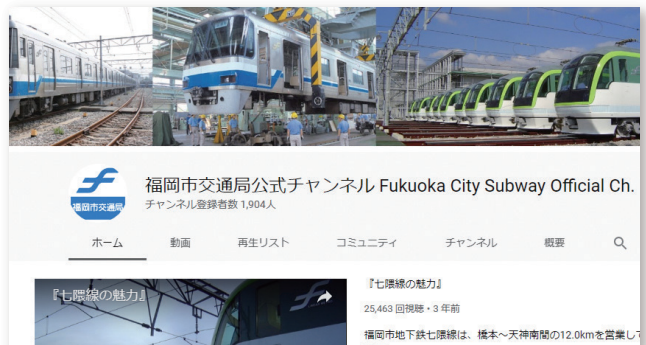 福岡市交通局
福岡市交通局公式チャンネル Fukuoka City Subway Official Ch.
チャンネル登録者数 1,904人
ホーム 動画 再生リスト コミュニティ チャンネル 概要
『七隈線の魅力』
『七隈線の魅力』
25,463 回視聴・3 年前
福岡市地下鉄七隈線は、橋本～天神南間の12.0kmを営業して